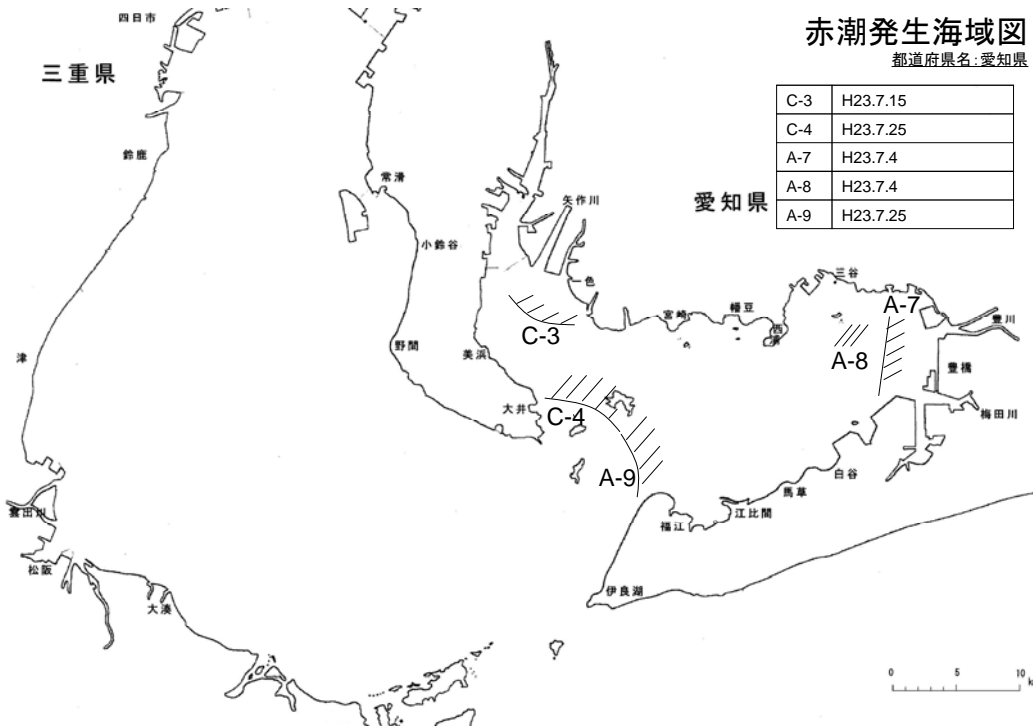 赤潮発生海域図
都道府県名:愛知県
C-3 H23.7.15
C-4 H23.7.25
A-7 H23.7.4
A-8 H23.7.4
A-9 H23.7.25
四日市
三重県
鈴鹿
津
雲出川
松阪
大湊
常滑
小鈴谷
野間
美浜
大井
矢作川
一色
愛知県
宮崎
幡豆
西浦
三谷
豊川
豊橋
梅田川
白谷
馬草
江比間
福江
伊良湖
C-3
C-4
A-7
A-8
A-9
0 5 10